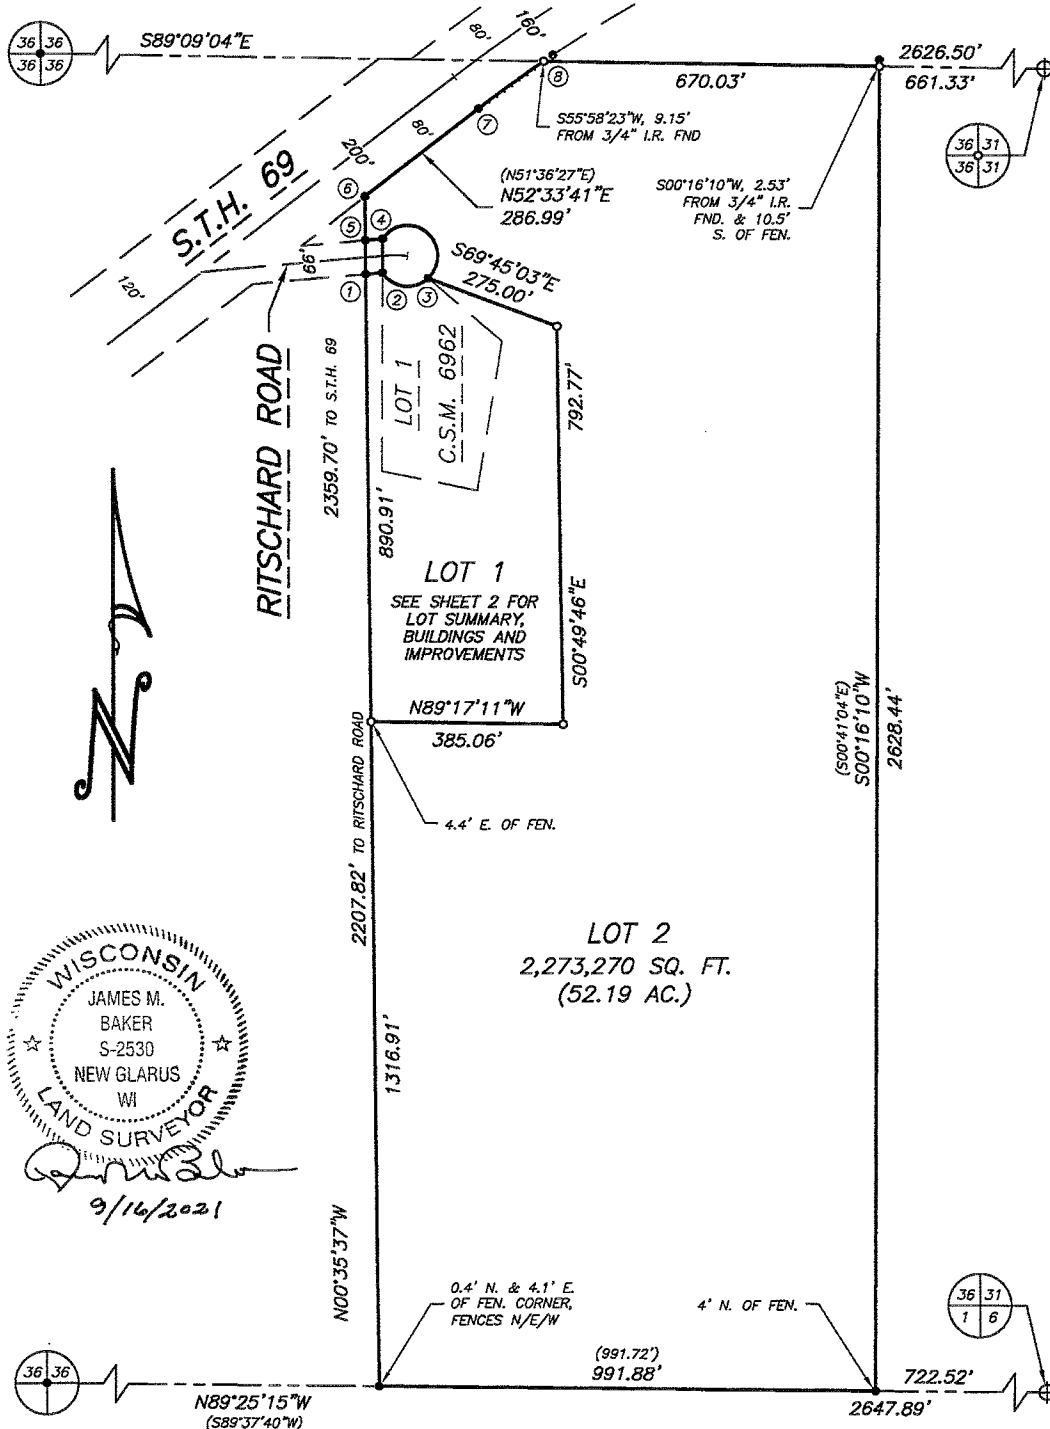 36 36
36 36
S89°09'04"E
80'
160'
2626.50'
670.03'
661.33'
8
7
S55°58'23"W, 9.15'
FROM 3/4" I.R. FND
36 31
36 31
80'
200'
(N51°36'27"E)
N52°33'41"E
286.99'
S00°16'10"W, 2.53'
FROM 3/4" I.R.
FND. & 10.5'
S. OF FEN.
6
5
4
S.T.H. 69
66'
120'
1
2
3
S69°45'03"E
275.00'
RITSCHARD ROAD
2359.70' TO S.T.H. 69
LOT 1
C.S.M. 6962
792.77'
890.91'
LOT 1
SEE SHEET 2 FOR
LOT SUMMARY,
BUILDINGS AND
IMPROVEMENTS
S00°49'46"E
N89°17'11"W
385.06'
(S00°41'04"E)
S00°16'10"W
2628.44'
N
2207.82' TO RITSCHARD ROAD
4.4' E. OF FEN.
LOT 2
2,273,270 SQ. FT.
(52.19 AC.)
WISCONSIN
JAMES M.
BAKER
S-2530
NEW GLARUS
WI
LAND SURVEYOR
9/16/2021
1316.91'
N00°35'37"W
0.4' N. & 4.1' E.
OF FEN. CORNER,
FENCES N/E/W
4' N. OF FEN.
36 31
1 6
36 36
N89°25'15"W
(S89°37'40"W)
(991.72')
991.88'
722.52'
2647.89'